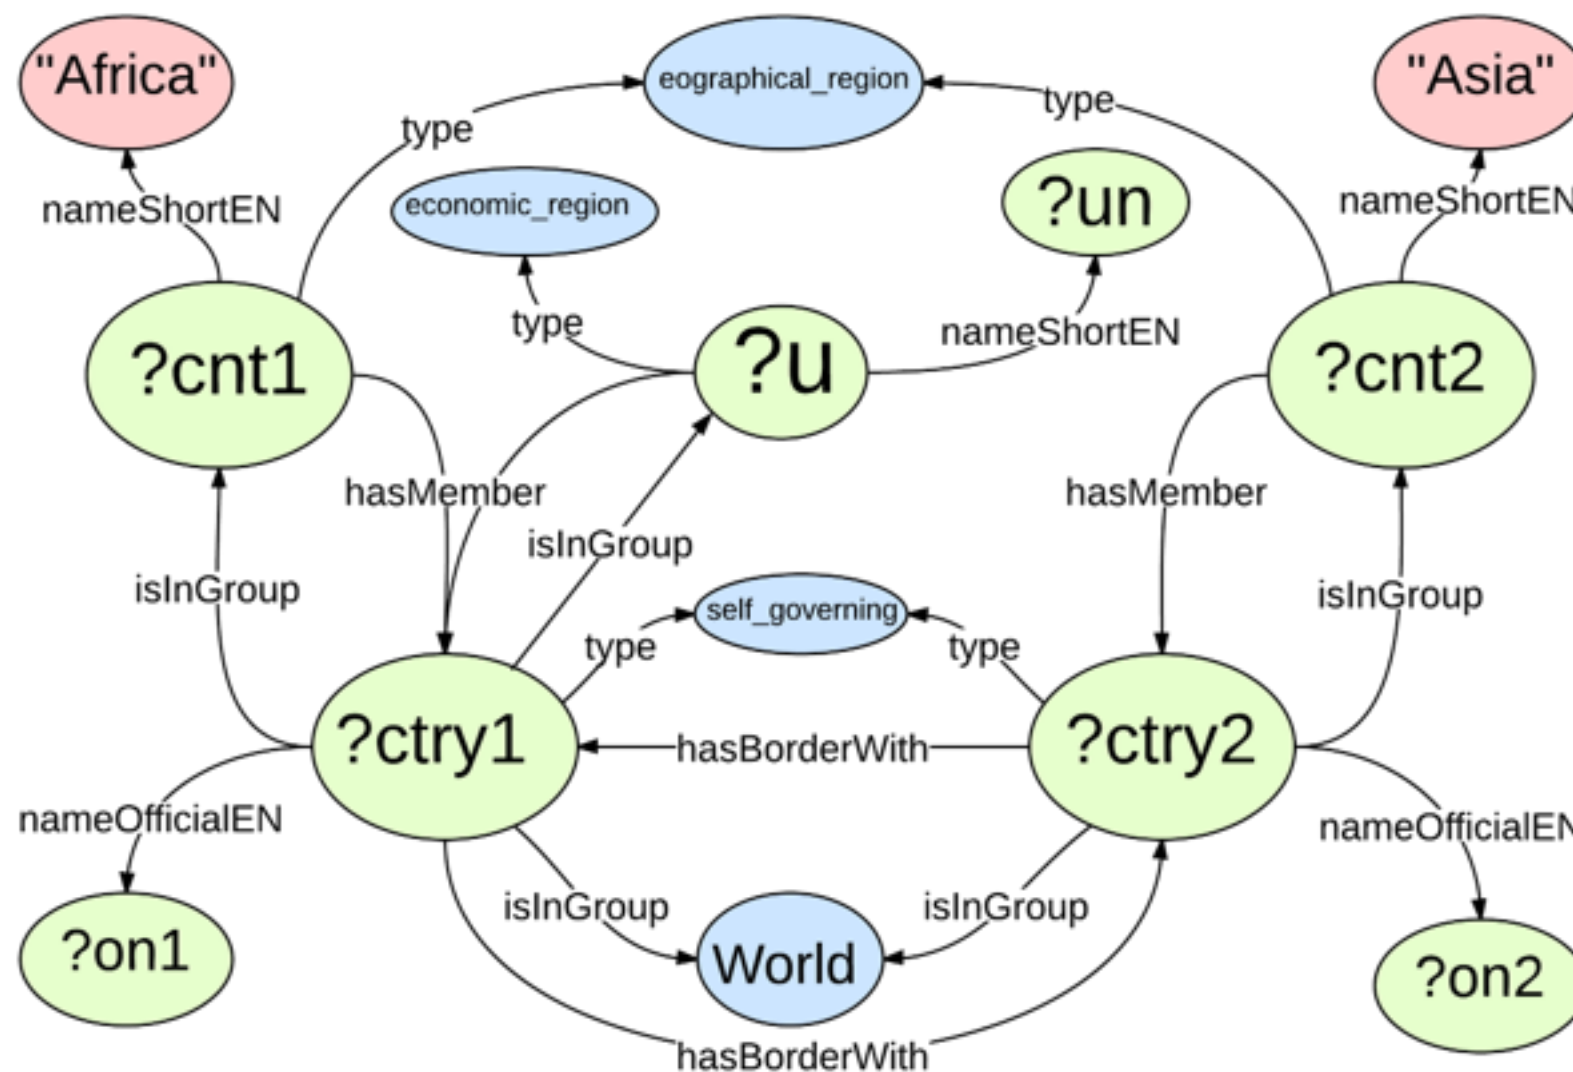 "Africa"
eographical_region
"Asia"
type
type
nameShortEN
economic_region
?un
nameShortEN
type
nameShortEN
?cnt1
?u
?cnt2
hasMember
hasMember
isInGroup
isInGroup
isInGroup
self_governing
type
type
?ctry1
hasBorderWith
?ctry2
nameOfficialEN
nameOfficialEN
isInGroup
isInGroup
?on1
World
?on2
hasBorderWith